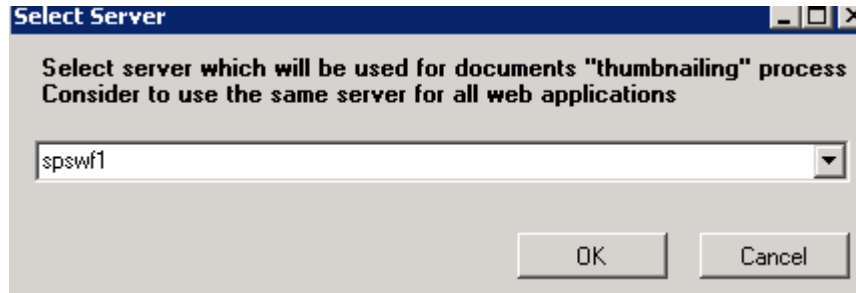 Select Server
Select server which will be used for documents "thumbnailing" process
Consider to use the same server for all web applications
spswf1
OK Cancel